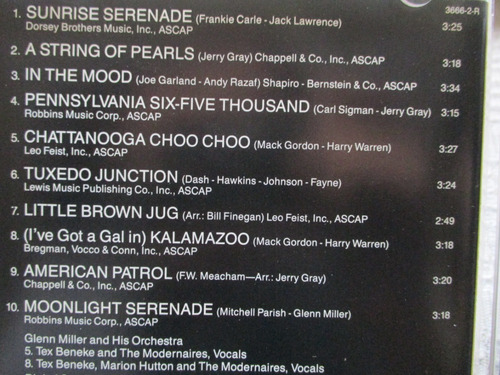 3666-2-R
1. SUNRISE SERENADE (Frankie Carle - Jack Lawrence)
Dorsey Brothers Music, Inc., ASCAP 3:25
2. A STRING OF PEARLS (Jerry Gray) Chappell & Co., Inc., ASCAP 3:18
3. IN THE MOOD (Joe Garland - Andy Razaf) Shapiro - Bernstein & Co., ASCAP 3:34
4. PENNSYLVANIA SIX-FIVE THOUSAND (Carl Sigman - Jerry Gray) 3:15
Robbins Music Corp., ASCAP
5. CHATTANOOGA CHOO CHOO (Mack Gordon - Harry Warren) 3:27
Leo Feist, Inc., ASCAP
6. TUXEDO JUNCTION (Dash - Hawkins - Johnson - Fayne) 3:24
Lewis Music Publishing Co., Inc., ASCAP
7. LITTLE BROWN JUG (Arr.: Bill Finegan) Leo Feist, Inc., ASCAP 2:49
8. (I've Got a Gal in) KALAMAZOO (Mack Gordon - Harry Warren) 3:18
Bregman, Vocco & Conn, Inc., ASCAP
9. AMERICAN PATROL (F.W. Meacham—Arr.: Jerry Gray) 3:20
Chappell & Co., Inc., ASCAP
10. MOONLIGHT SERENADE (Mitchell Parish - Glenn Miller) 3:18
Robbins Music Corp., ASCAP
Glenn Miller and His Orchestra
5. Tex Beneke and The Modernaires, Vocals
8. Tex Beneke, Marion Hutton and The Modernaires, Vocals